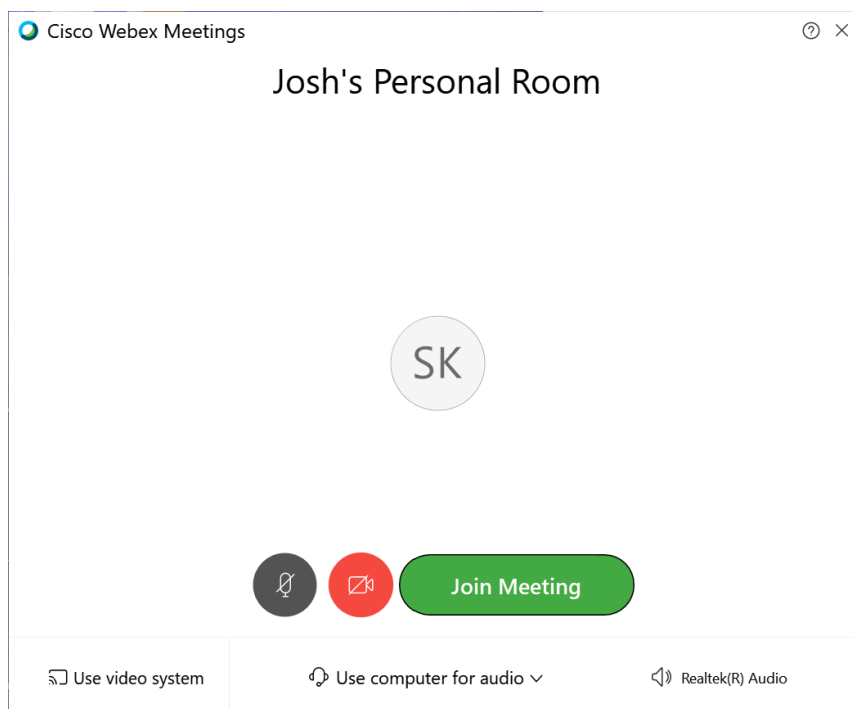 Cisco Webex Meetings
Josh's Personal Room
SK
Join Meeting
Use video system
Use computer for audio
Realtek(R) Audio